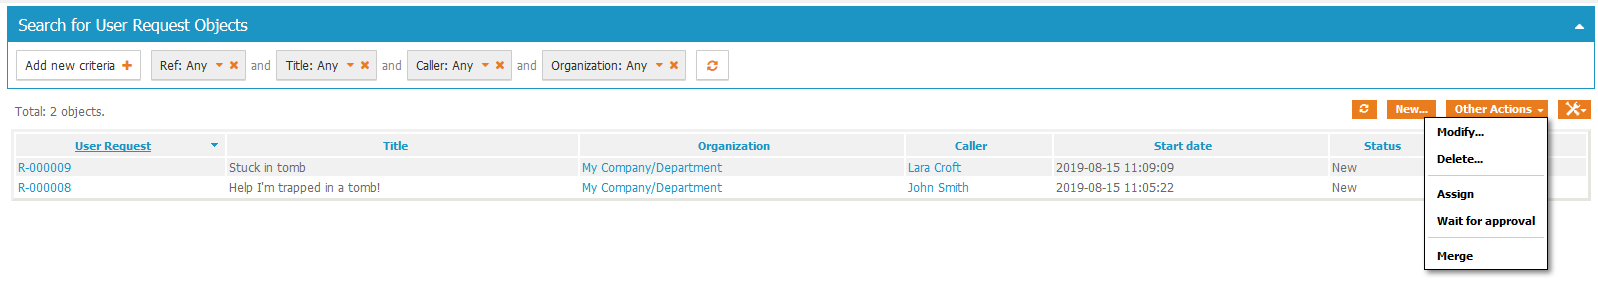 Search for User Request Objects
Add new criteria Ref: Any and Title: Any and Caller: Any and Organization: Any
Total: 2 objects.
New... Other Actions
User Request Title Organization Caller Start date Status
R-000009 Stuck in tomb My Company/Department Lara Croft 2019-08-15 11:09:09 New
R-000008 Help I'm trapped in a tomb! My Company/Department John Smith 2019-08-15 11:05:22 New
Modify...
Delete...
Assign
Wait for approval
Merge